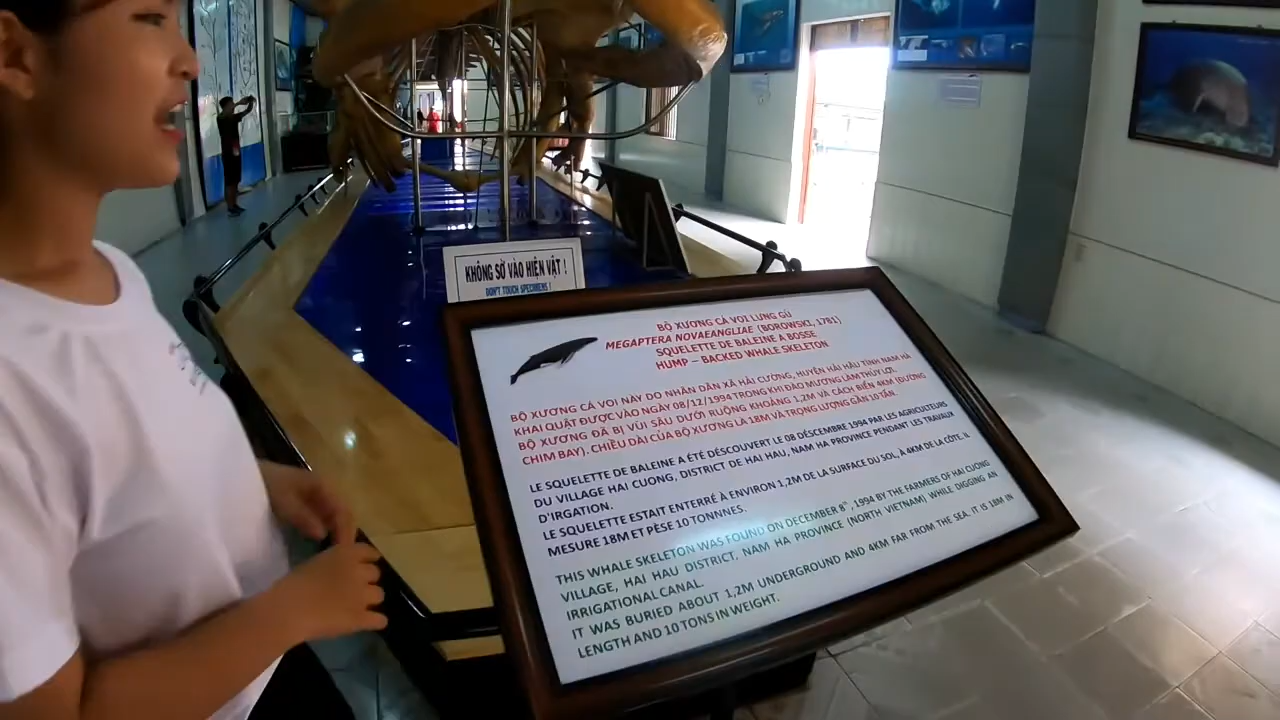 KHÔNG SỜ VÀO HIỆN VẬT !
DON'T TOUCH SPECIMENS !
BỘ XƯƠNG CÁ VOI LƯNG GÙ
MEGAPTERA NOVAEANGLIAE (BOROWSKI, 1781)
SQUELETTE DE BALEINE A BOSSE
HUMP – BACKED WHALE SKELETON
BỘ XƯƠNG CÁ VOI NÀY DO NHÂN DÂN XÃ HẢI CƯỜNG, HUYỆN HẢI HẬU TỈNH NAM HÀ
KHAI QUẬT ĐƯỢC VÀO NGÀY 08/12/1994 TRONG KHI ĐÀO MƯƠNG LÀM THỦY LỢI.
BỘ XƯƠNG ĐÃ BỊ VÙI SÂU DƯỚI RUỘNG KHOẢNG 1,2M VÀ CÁCH BIỂN 4KM (ĐƯỜNG
CHIM BAY). CHIỀU DÀI CỦA BỘ XƯƠNG LÀ 18M VÀ TRỌNG LƯỢNG GẦN 10 TẤN.
LE SQUELETTE DE BALEINE A ÉTÉ DÉSCOUVERT LE 08 DÉSCEMBRE 1994 PAR LES AGRICULTEURS
DU VILLAGE HAI CUONG, DISTRICT DE HAI HAU, NAM HA PROVINCE PENDANT LES TRAVAUX
D'IRGATION.
LE SQUELETTE ESTAIT ENTERRÉ À ENVIRON 1,2M DE LA SURFACE DU SOL, À 4KM DE LA CÔTE. IL
MESURE 18M ET PÈSE 10 TONNNES.
THIS WHALE SKELETON WAS FOUND ON DECEMBER 8th, 1994 BY THE FARMERS OF HAI CUONG
VILLAGE, HAI HAU DISTRICT, NAM HA PROVINCE (NORTH VIETNAM) WHILE DIGGING AN
IRRIGATIONAL CANAL.
IT WAS BURIED ABOUT 1,2M UNDERGROUND AND 4KM FAR FROM THE SEA. IT IS 18M IN
LENGTH AND 10 TONS IN WEIGHT.